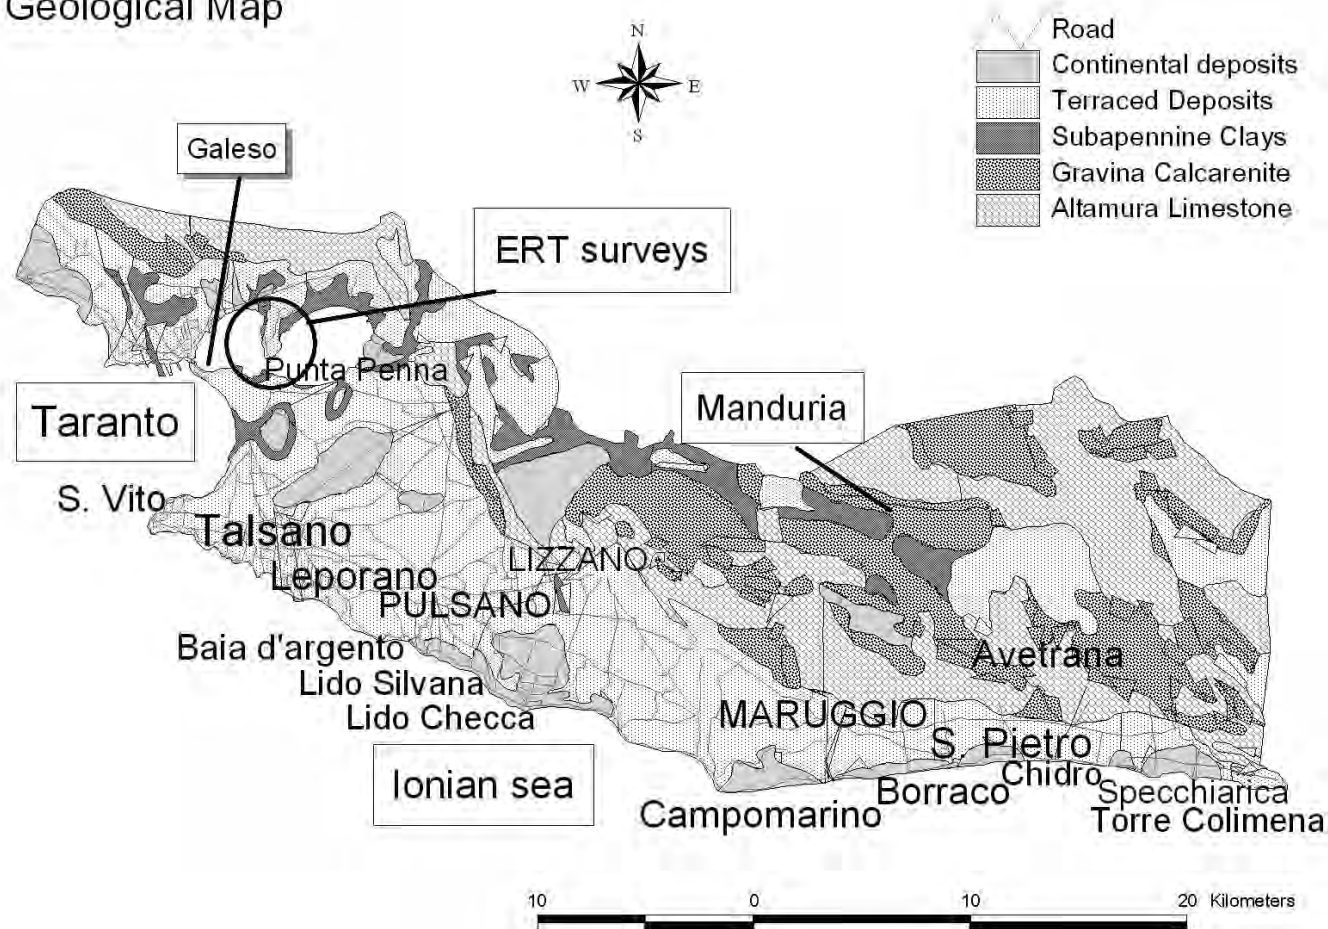 Geological Map
N
W
E
S
Road
Continental deposits
Terraced Deposits
Subapennine Clays
Gravina Calcarenite
Altamura Limestone
Galeso
ERT surveys
Punta Penna
Taranto
Manduria
S. Vito
Talsano
LIZZANO
Leporano
PULSANO
Baia d'argento
Avetrana
Lido Silvana
Lido Checca
MARUGGIO
S. Pietro
Ionian sea
Chidro
Borraco
Specchiarica
Campomarino
Torre Colimena
10 0 10 20 Kilometers